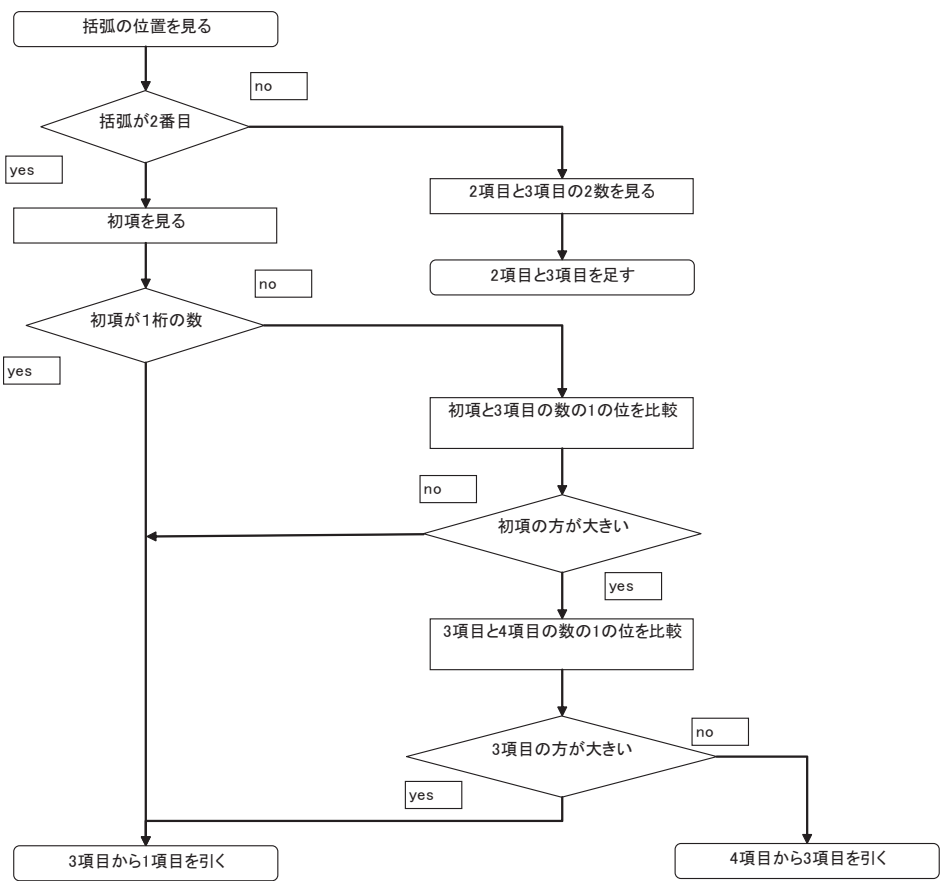 括弧の位置を見る
no
括弧が2番目
yes
2項目と3項目の2数を見る
初項を見る
no
2項目と3項目を足す
初項が1桁の数
yes
初項と3項目の数の1の位を比較
no
初項の方が大きい
yes
3項目と4項目の数の1の位を比較
no
3項目の方が大きい
yes
3項目から1項目を引く
4項目から3項目を引く